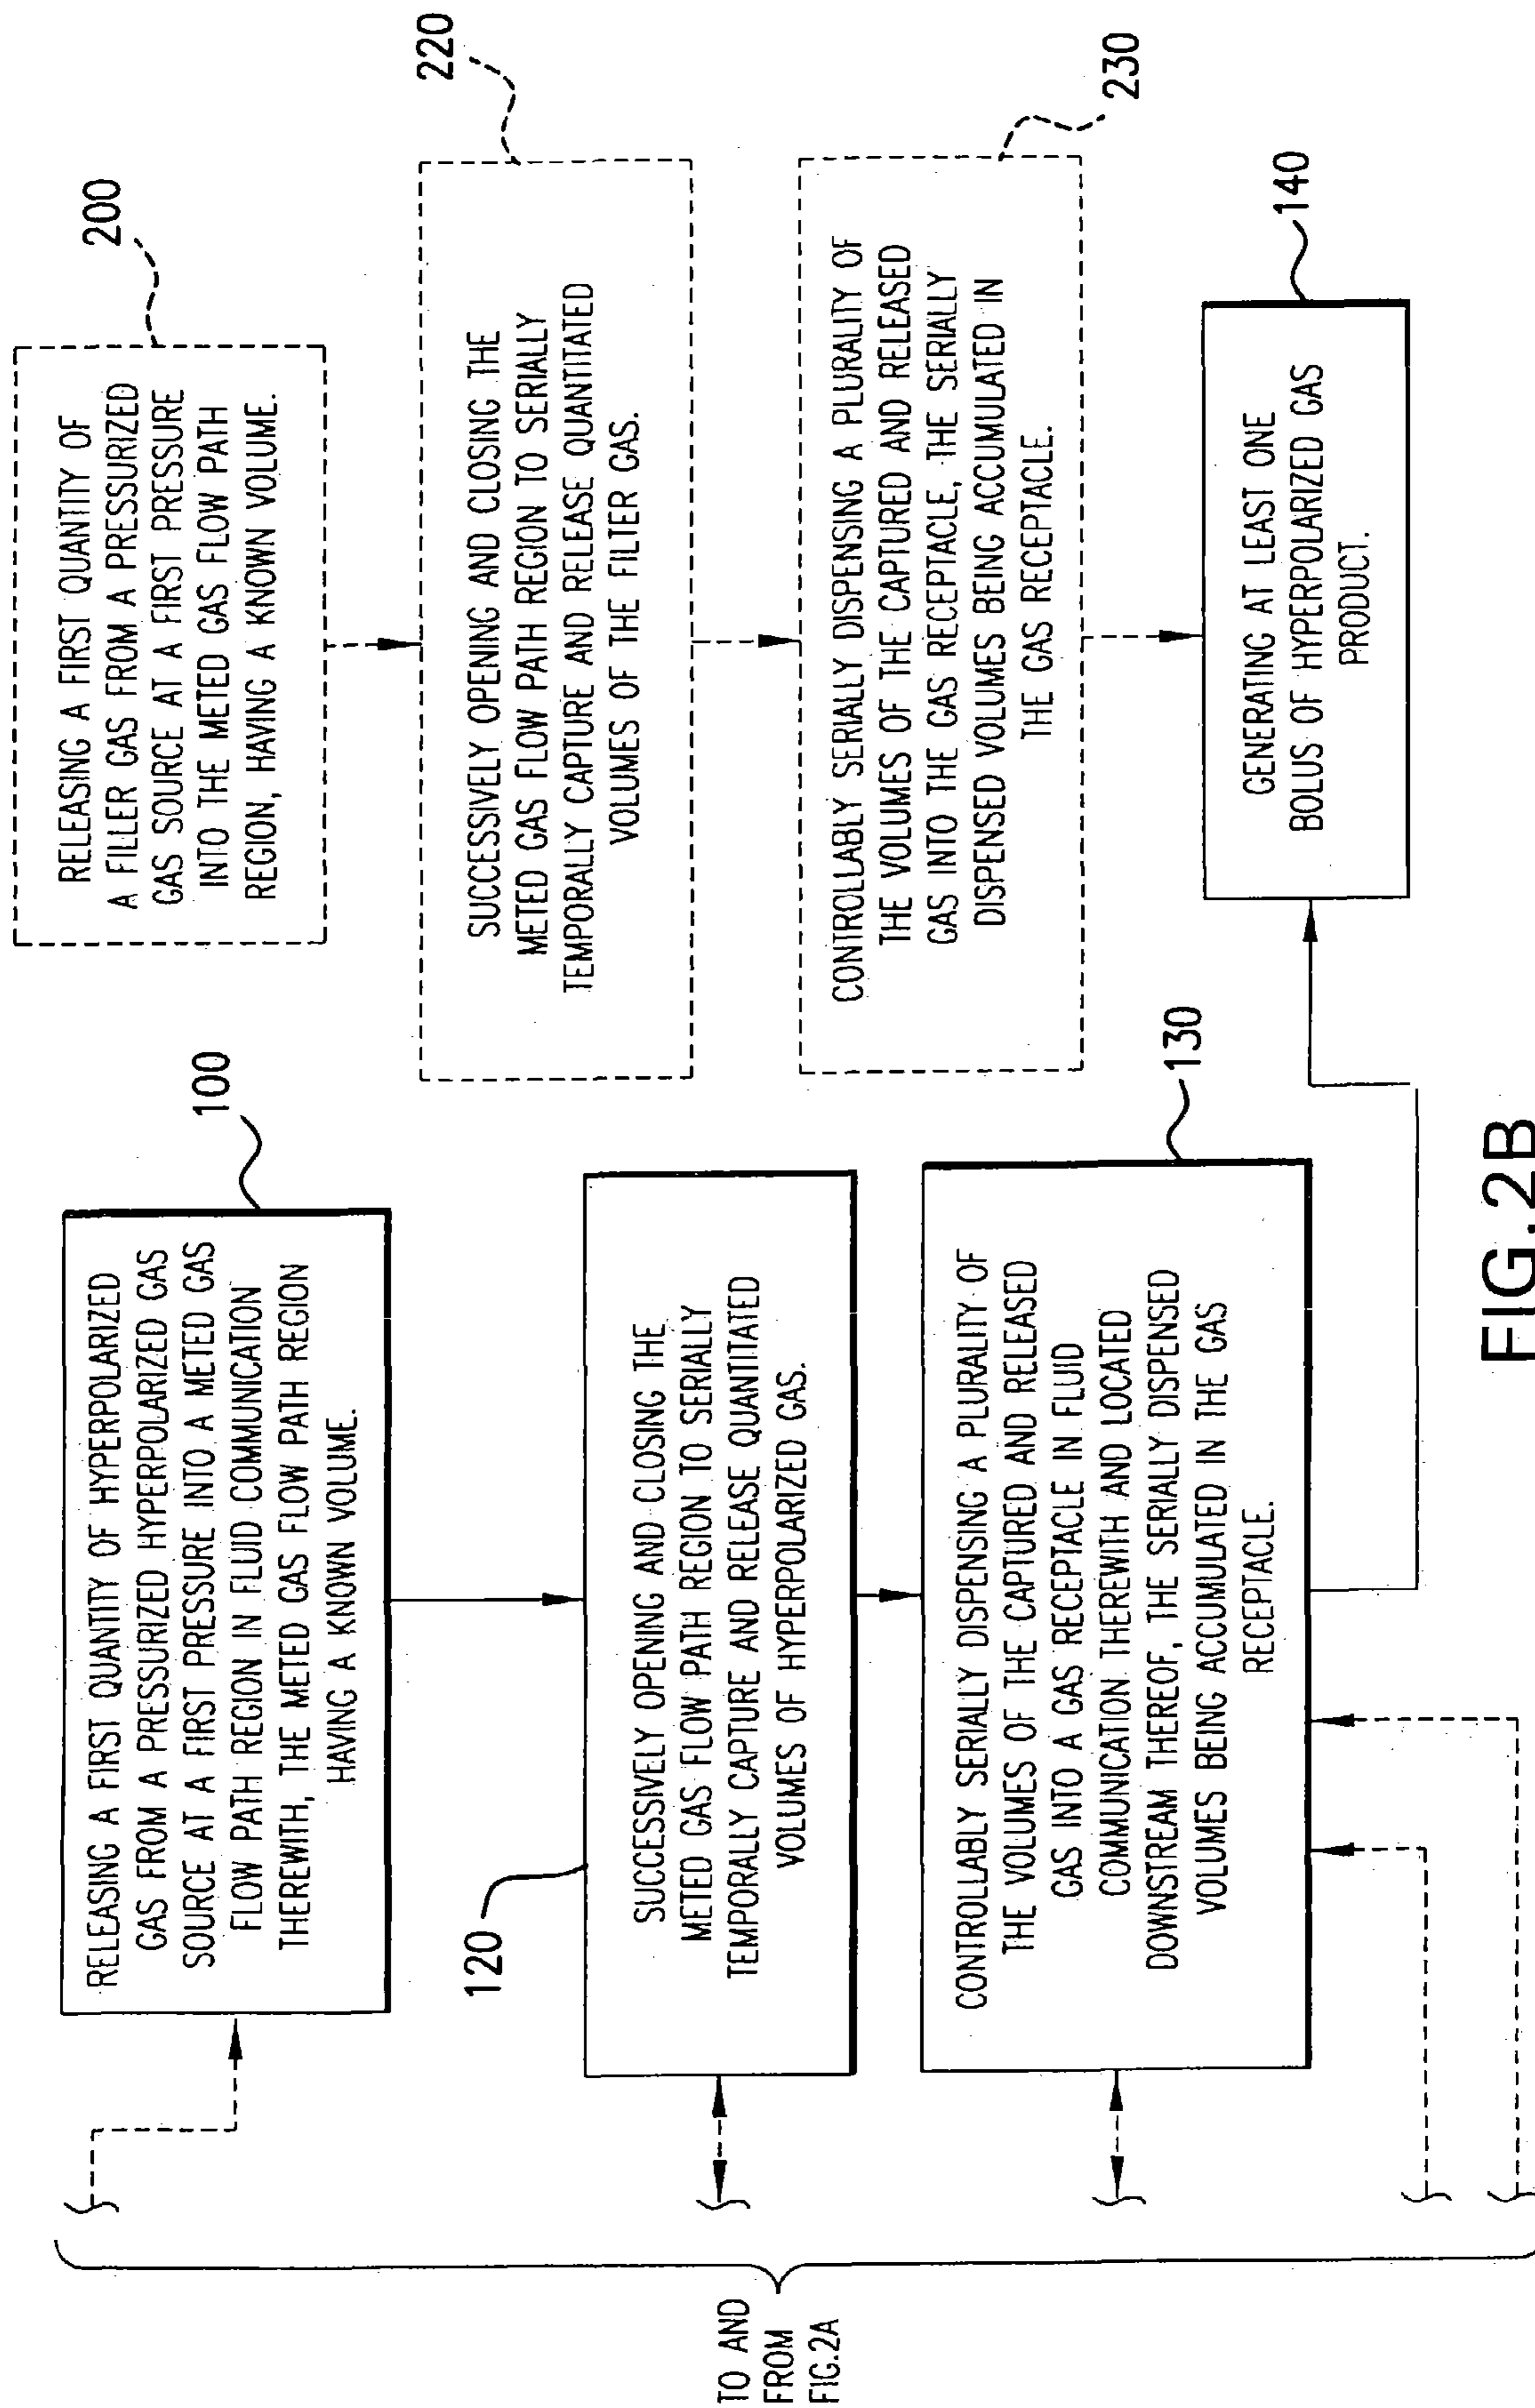 TO AND
FROM
FIG.2A
RELEASING A FIRST QUANTITY OF HYPERPOLARIZED
GAS FROM A PRESSURIZED HYPERPOLARIZED GAS
SOURCE AT A FIRST PRESSURE INTO A METED GAS
FLOW PATH REGION IN FLUID COMMUNICATION
THEREWITH, THE METED GAS FLOW PATH REGION
HAVING A KNOWN VOLUME.
100
120
SUCCESSIVELY OPENING AND CLOSING THE
METED GAS FLOW PATH REGION TO SERIALLY
TEMPORALLY CAPTURE AND RELEASE QUANTITATED
VOLUMES OF HYPERPOLARIZED GAS.
CONTROLLABLY SERIALLY DISPENSING A PLURALITY OF
THE VOLUMES OF THE CAPTURED AND RELEASED
GAS INTO A GAS RECEPTACLE IN FLUID
COMMUNICATION THEREWITH AND LOCATED
DOWNSTREAM THEREOF, THE SERIALLY DISPENSED
VOLUMES BEING ACCUMULATED IN THE GAS
RECEPTACLE.
130
RELEASING A FIRST QUANTITY OF
A FILLER GAS FROM A PRESSURIZED
GAS SOURCE AT A FIRST PRESSURE
INTO THE METED GAS FLOW PATH
REGION, HAVING A KNOWN VOLUME.
200
SUCCESSIVELY OPENING AND CLOSING THE
METED GAS FLOW PATH REGION TO SERIALLY
TEMPORALLY CAPTURE AND RELEASE QUANTITATED
VOLUMES OF THE FILTER GAS.
220
CONTROLLABLY SERIALLY DISPENSING A PLURALITY OF
THE VOLUMES OF THE CAPTURED AND RELEASED
GAS INTO THE GAS RECEPTACLE, THE SERIALLY
DISPENSED VOLUMES BEING ACCUMULATED IN
THE GAS RECEPTACLE.
230
GENERATING AT LEAST ONE
BOLUS OF HYPERPOLARIZED GAS
PRODUCT.
140
FIG.2B